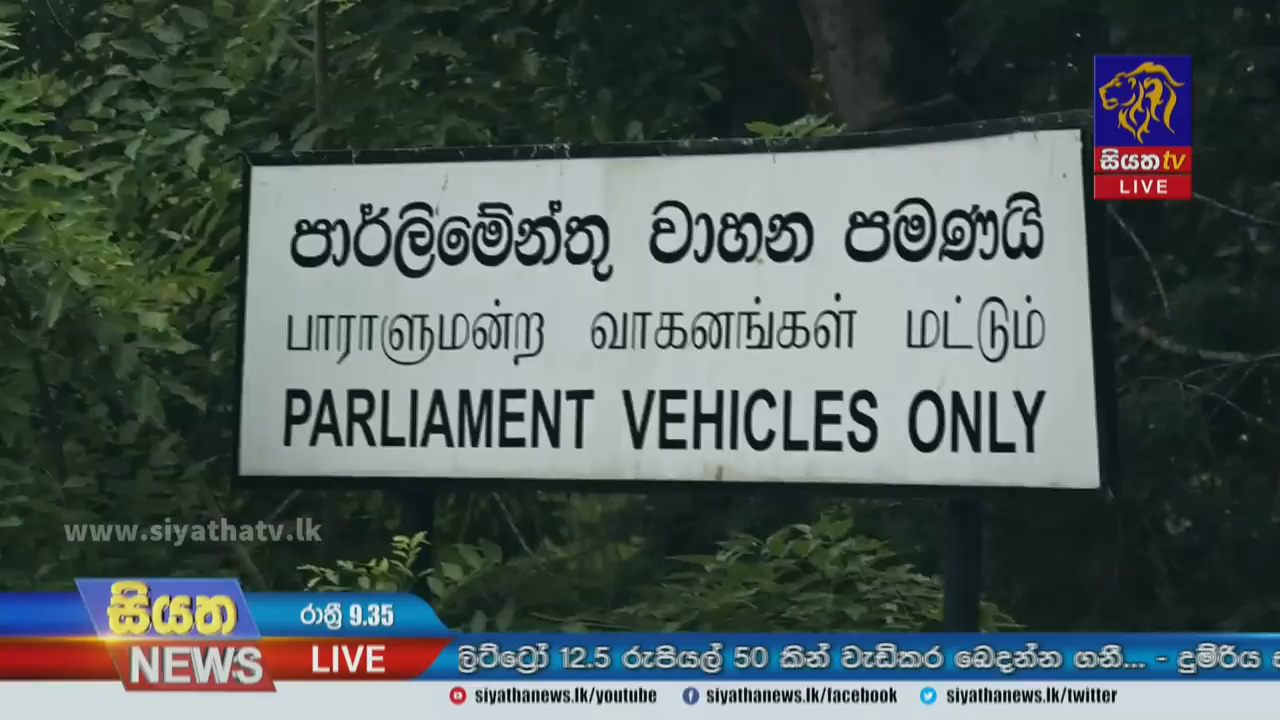 සියත tv
LIVE
පාර්ලිමේන්තු වාහන පමණයි
பாராளுமன்ற வாகனங்கள் மட்டும்
PARLIAMENT VEHICLES ONLY
www.siyathatv.lk
සියත
NEWS
රාත්‍රී 9.35
LIVE
ලිට්ට්‍රෝ 12.5 රුපියල් 50 කින් වැඩිකර බෙදන්න ගනී... - දුම්රිය
siyathanews.lk/youtube siyathanews.lk/facebook siyathanews.lk/twitter